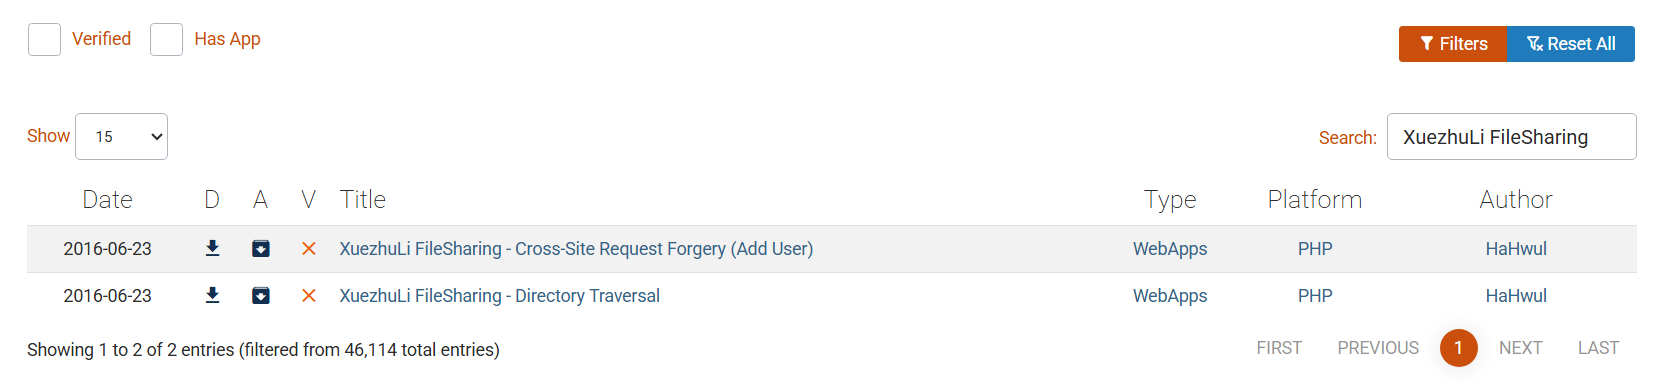 Verified Has App Filters Reset All
Show 15 Search: XuezhuLi FileSharing
Date D A V Title Type Platform Author
2016-06-23 XuezhuLi FileSharing - Cross-Site Request Forgery (Add User) WebApps PHP HaHwul
2016-06-23 XuezhuLi FileSharing - Directory Traversal WebApps PHP HaHwul
Showing 1 to 2 of 2 entries (filtered from 46,114 total entries) FIRST PREVIOUS 1 NEXT LAST